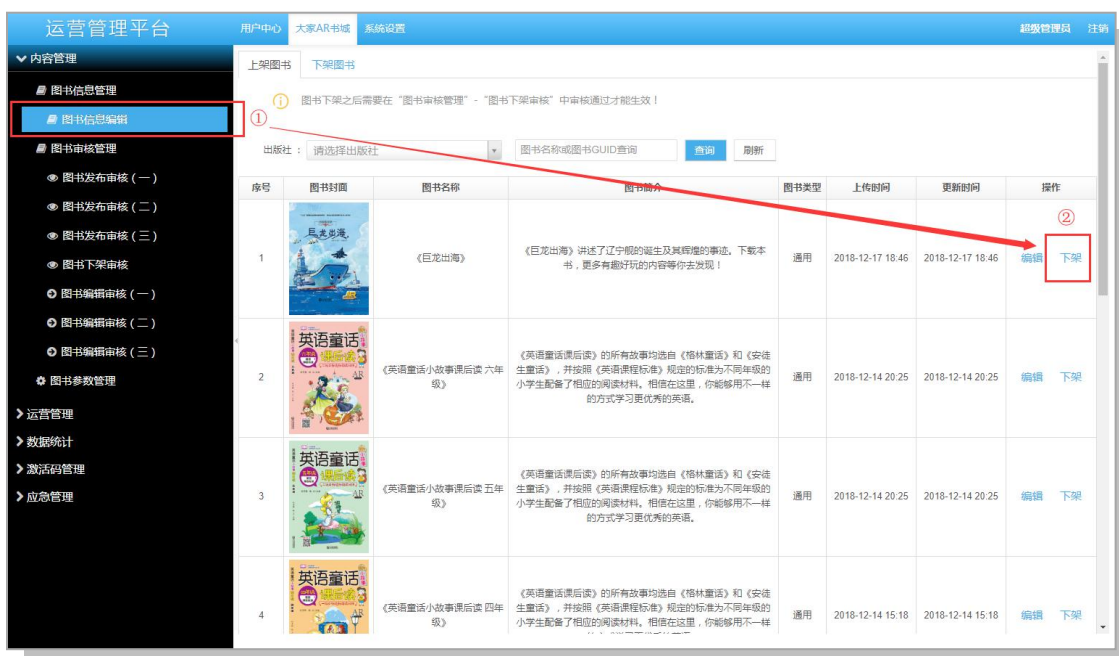 运营管理平台
用户中心 大家AR书城 系统设置
超级管理员 注销
内容管理
图书信息管理
图书信息编辑
图书审核管理
图书发布审核(一)
图书发布审核(二)
图书发布审核(三)
图书下架审核
图书编辑审核(一)
图书编辑审核(二)
图书编辑审核(三)
图书参数管理
运营管理
数据统计
激活码管理
应急管理
上架图书 下架图书
图书下架之后需要在“图书审核管理”-“图书下架审核”中审核通过才能生效!
①
出版社: 请选择出版社 图书名称或图书GUID查询 查询 刷新
序号 图书封面 图书名称 图书简介 图书类型 上传时间 更新时间 操作
②
巨龙出海
1 《巨龙出海》 《巨龙出海》讲述了辽宁舰的诞生及其辉煌的事迹。下载本
书,更多有趣好玩的内容等你去发现! 通用 2018-12-17 18:46 2018-12-17 18:46 编辑 下架
英语童话
课后读
AR
2 《英语童话小故事课后读 六年
级》 《英语童话课后读》的所有故事均选自《格林童话》和《安徒
生童话》,并按照《英语课程标准》规定的标准为不同年级的
小学生配备了相应的阅读材料。相信在这里,你能够用不一样
的方式学习更优秀的英语。 通用 2018-12-14 20:25 2018-12-14 20:25 编辑 下架
英语童话
课后读
AR
3 《英语童话小故事课后读 五年
级》 《英语童话课后读》的所有故事均选自《格林童话》和《安徒
生童话》,并按照《英语课程标准》规定的标准为不同年级的
小学生配备了相应的阅读材料。相信在这里,你能够用不一样
的方式学习更优秀的英语。 通用 2018-12-14 20:25 2018-12-14 20:25 编辑 下架
英语童话
课后读
AR
4 《英语童话小故事课后读 四年
级》 《英语童话课后读》的所有故事均选自《格林童话》和《安徒
生童话》,并按照《英语课程标准》规定的标准为不同年级的
小学生配备了相应的阅读材料。相信在这里,你能够用不一样
通用 2018-12-14 15:18 2018-12-14 15:18 编辑 下架